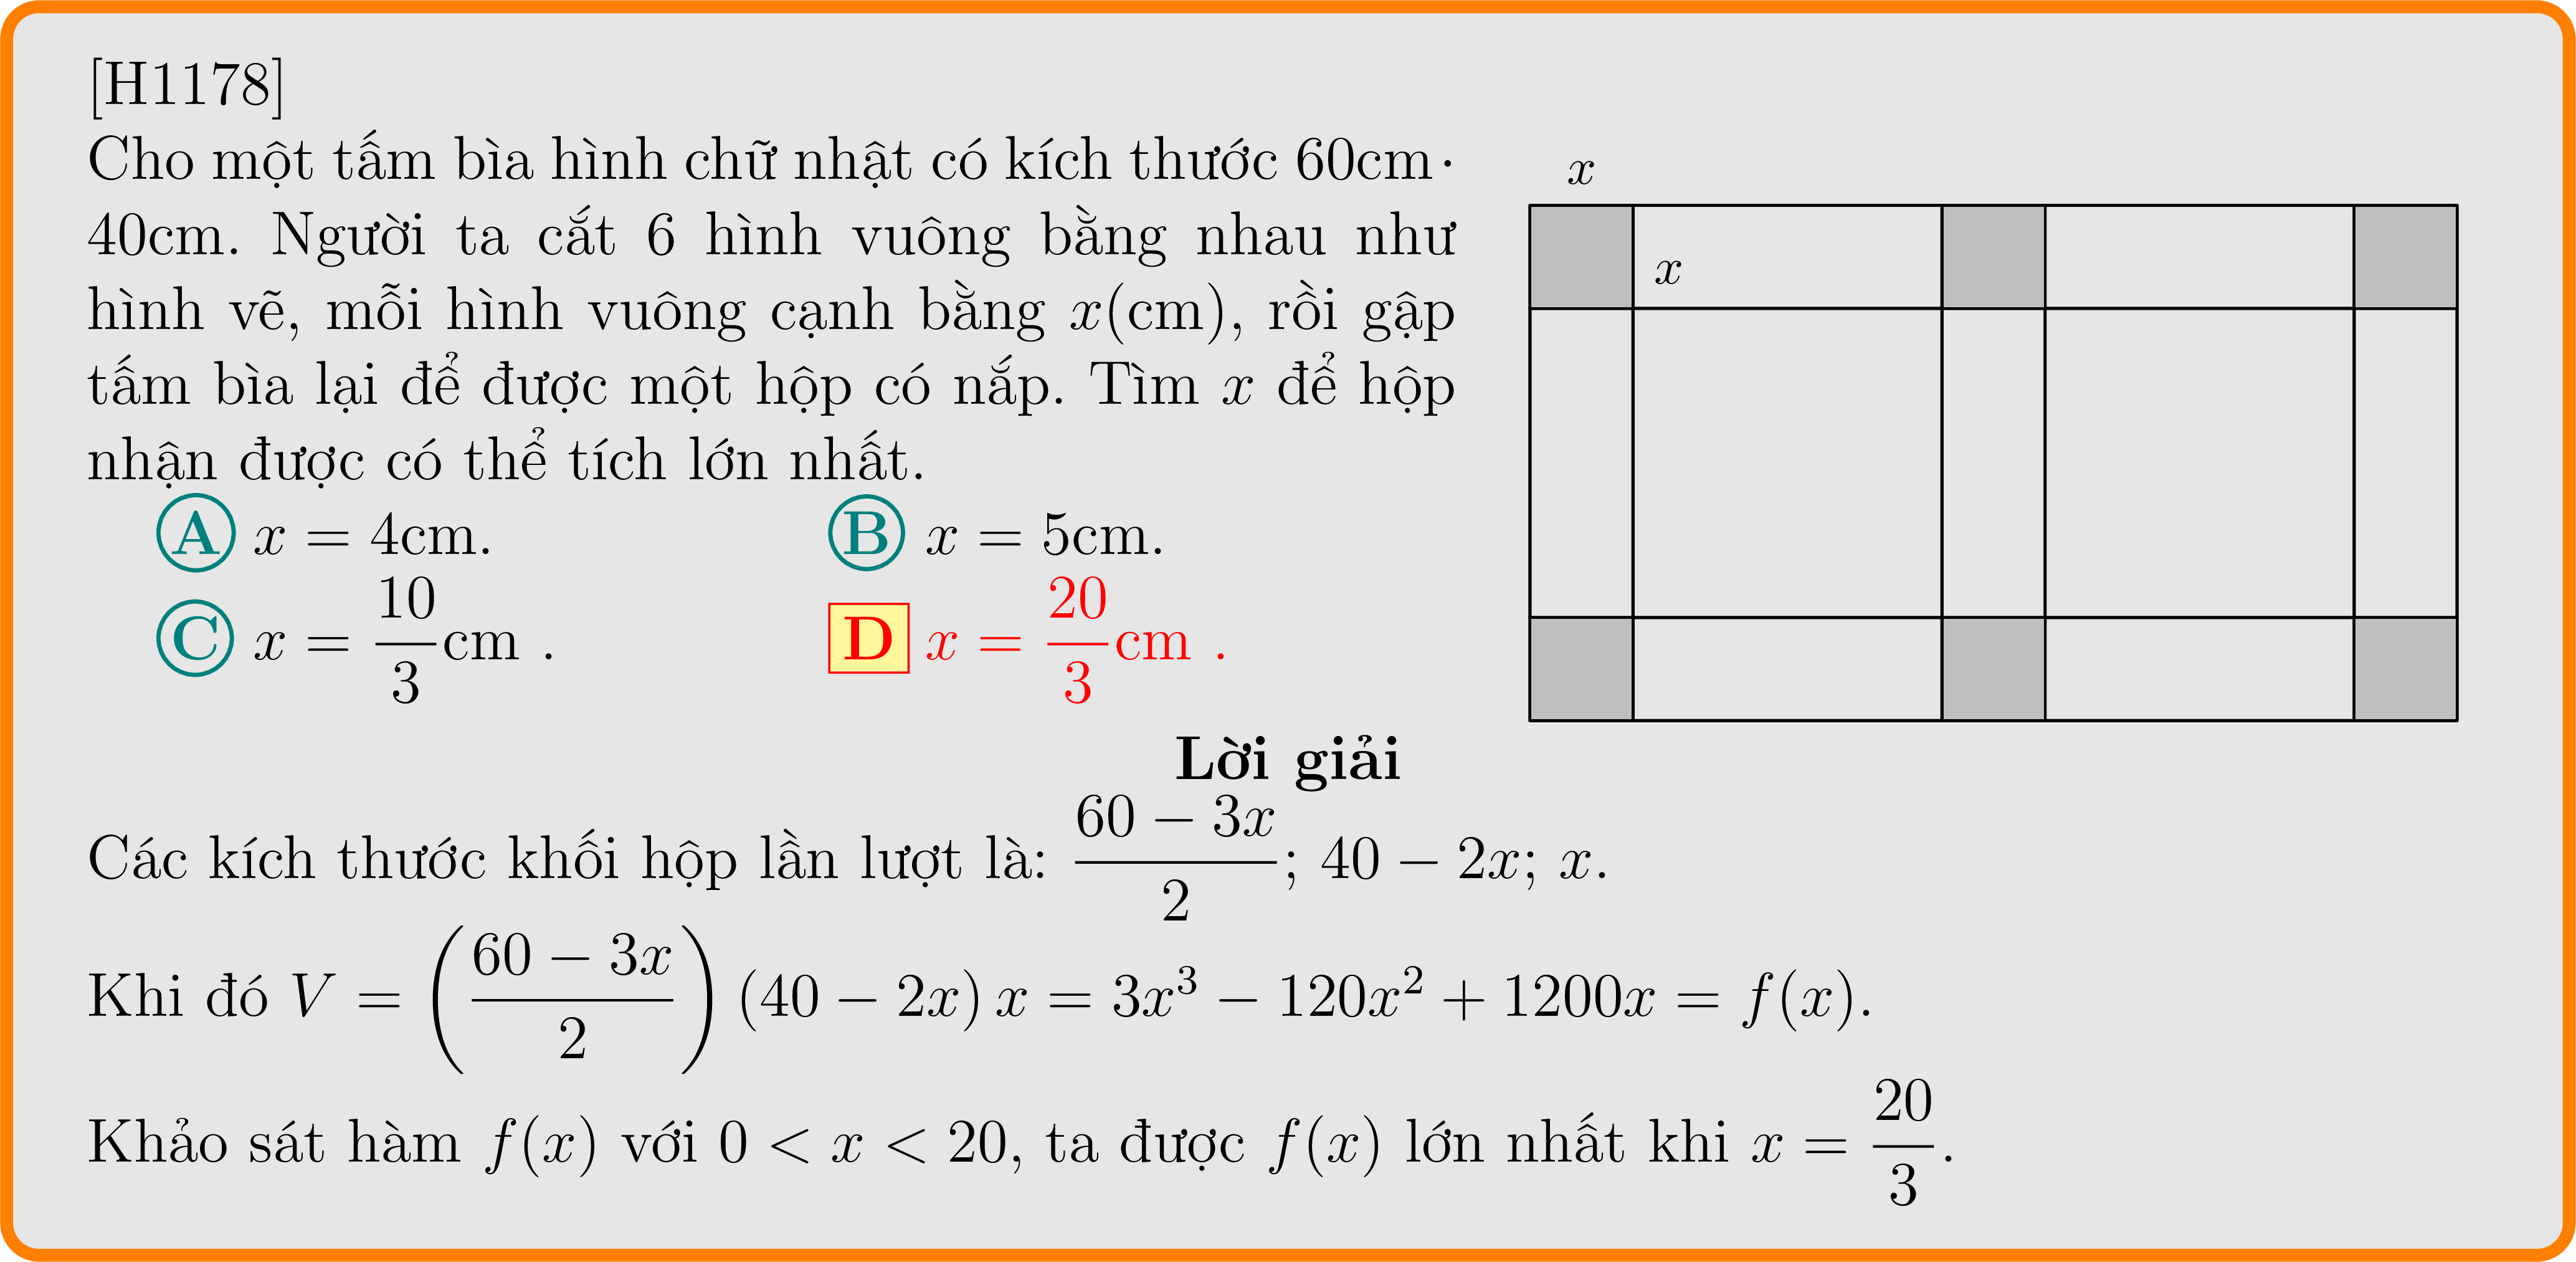 [H1178]
Cho một tấm bìa hình chữ nhật có kích thước 60cm·
40cm. Người ta cắt 6 hình vuông bằng nhau như
hình vẽ, mỗi hình vuông cạnh bằng x(cm), rồi gập
tấm bìa lại để được một hộp có nắp. Tìm x để hộp
nhận được có thể tích lớn nhất.
x
x
A x = 4cm. B x = 5cm.
C x = \frac{10}{3}cm . D x = \frac{20}{3}cm .
Lời giải
Các kích thước khối hộp lần lượt là: \frac{60 − 3x}{2}; 40 − 2x; x.
Khi đó V = \left(\frac{60 − 3x}{2}\right)(40 − 2x) x = 3x^3 − 120x^2 + 1200x = f(x).
Khảo sát hàm f(x) với 0 < x < 20, ta được f(x) lớn nhất khi x = \frac{20}{3}.